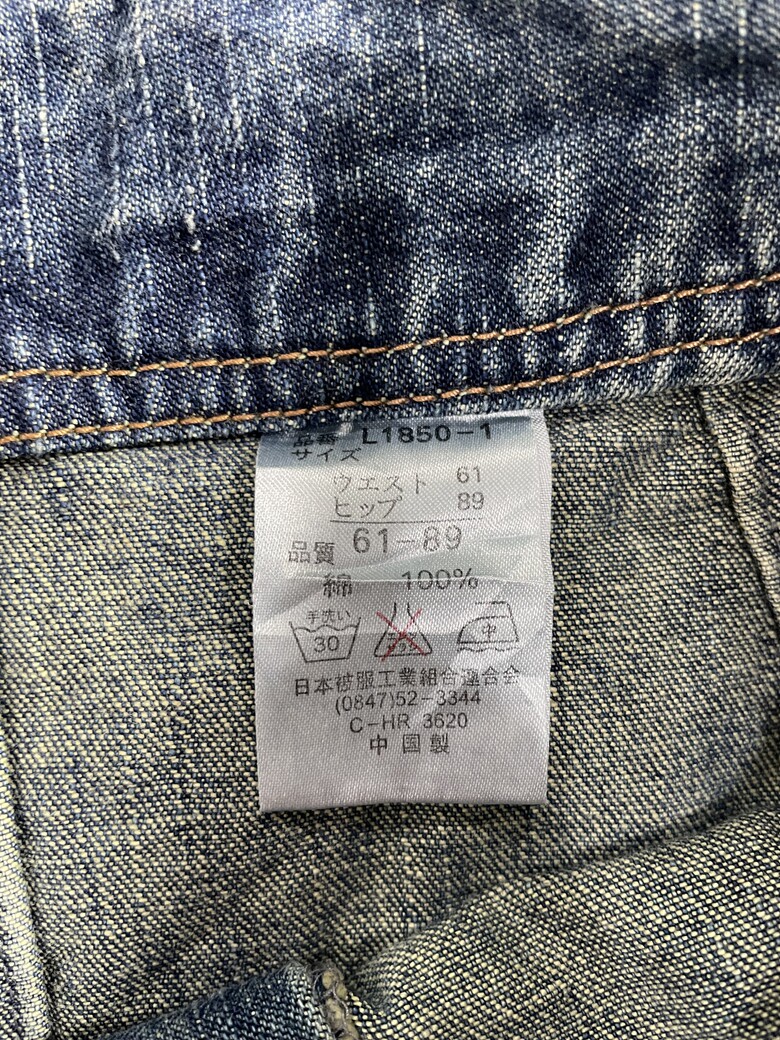 品番 L1850-1
サイズ
ウエスト 61
ヒップ 89
61-89
品質
綿 100%
手洗い
30
中
日本被服工業組合連合会
(0847)52-3344
C-HR 3620
中国製